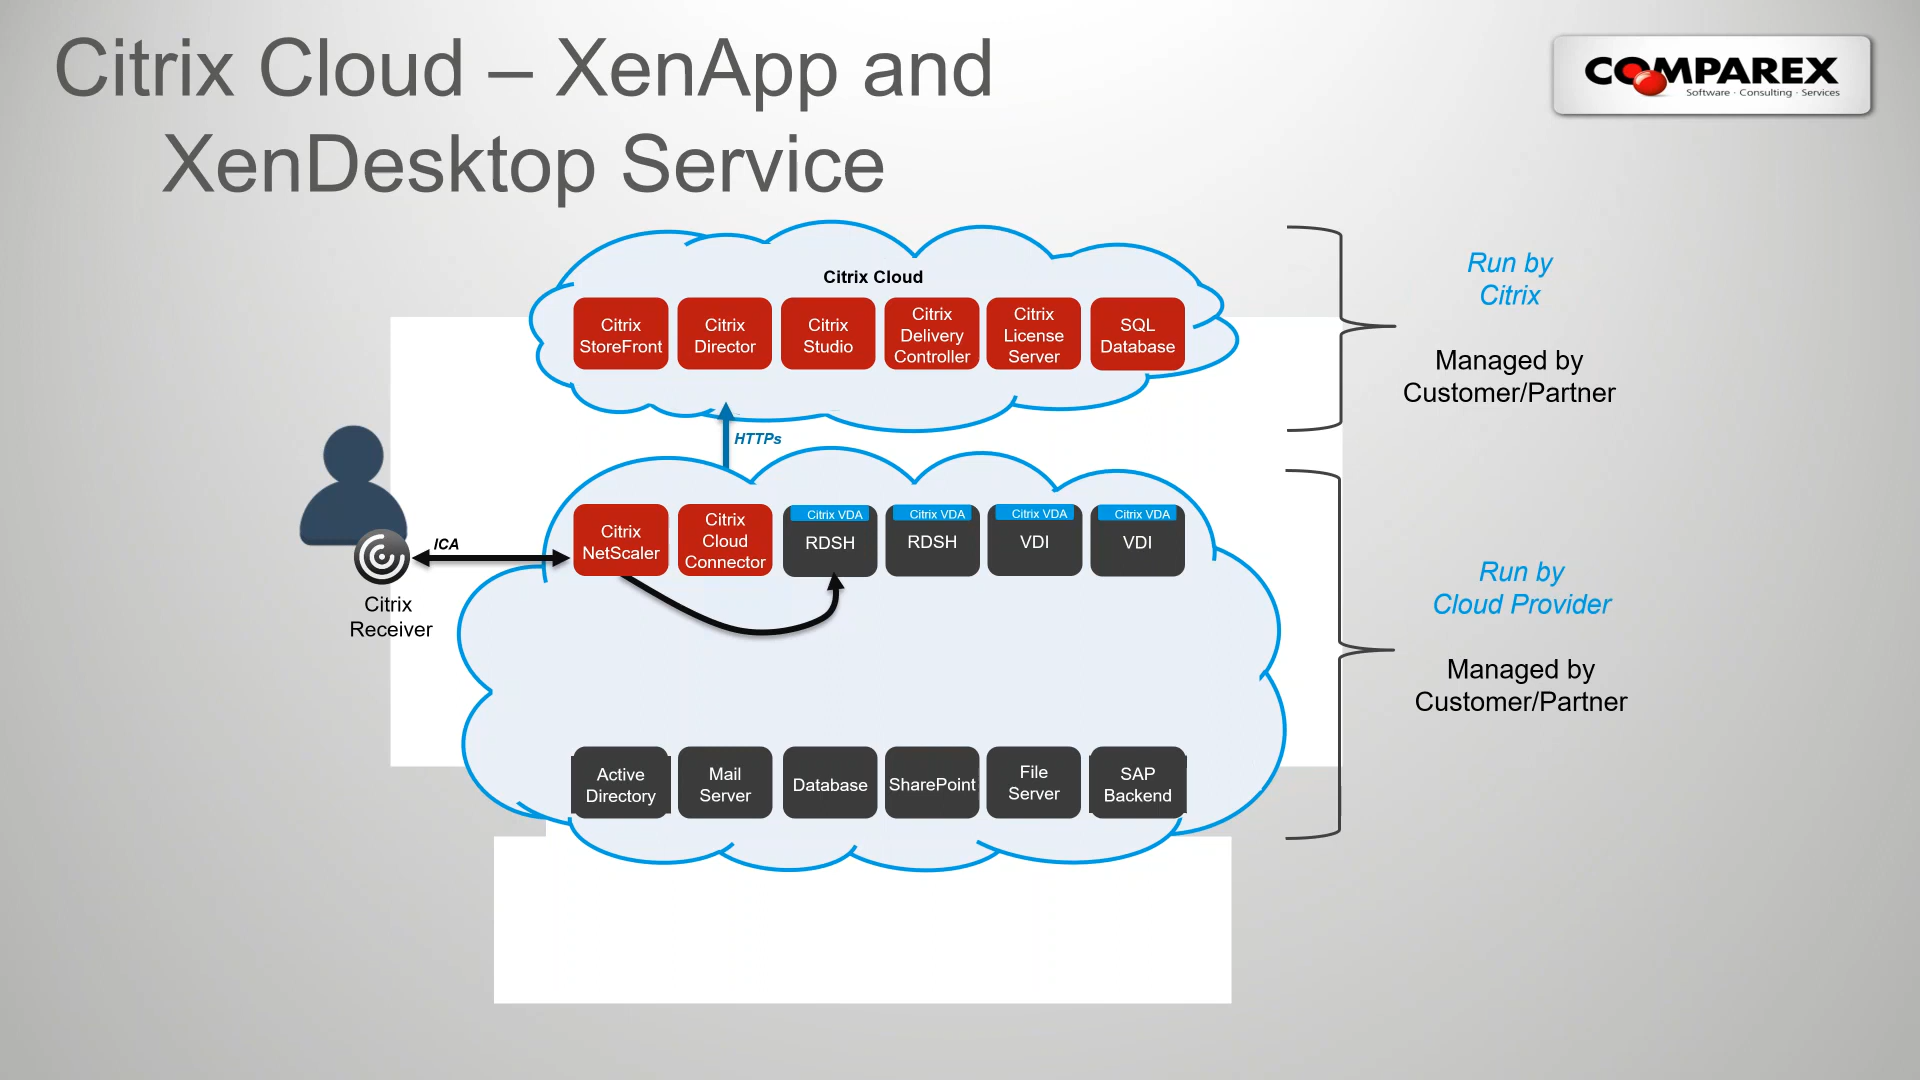 Citrix Cloud – XenApp and
XenDesktop Service
COMPAREX
Software · Consulting · Services
Citrix Cloud
Citrix
StoreFront
Citrix
Director
Citrix
Studio
Citrix
Delivery
Controller
Citrix
License
Server
SQL
Database
Run by
Citrix
Managed by
Customer/Partner
HTTPs
ICA
Citrix
Receiver
Citrix
NetScaler
Citrix
Cloud
Connector
Citrix VDA
RDSH
Citrix VDA
RDSH
Citrix VDA
VDI
Citrix VDA
VDI
Run by
Cloud Provider
Managed by
Customer/Partner
Active
Directory
Mail
Server
Database
SharePoint
File
Server
SAP
Backend